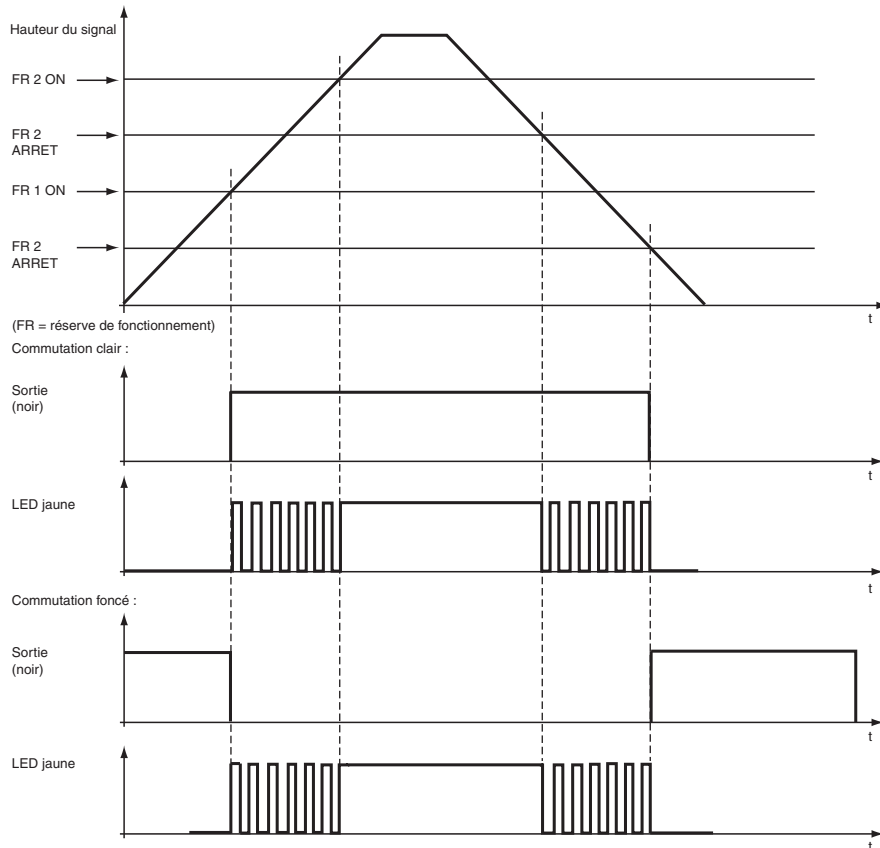 Hauteur du signal
FR 2 ON
FR 2
ARRET
FR 1 ON
FR 2
ARRET
t
(FR = réserve de fonctionnement)
Commutation clair :
Sortie
(noir)
t
LED jaune
t
Commutation foncé :
Sortie
(noir)
t
LED jaune
t